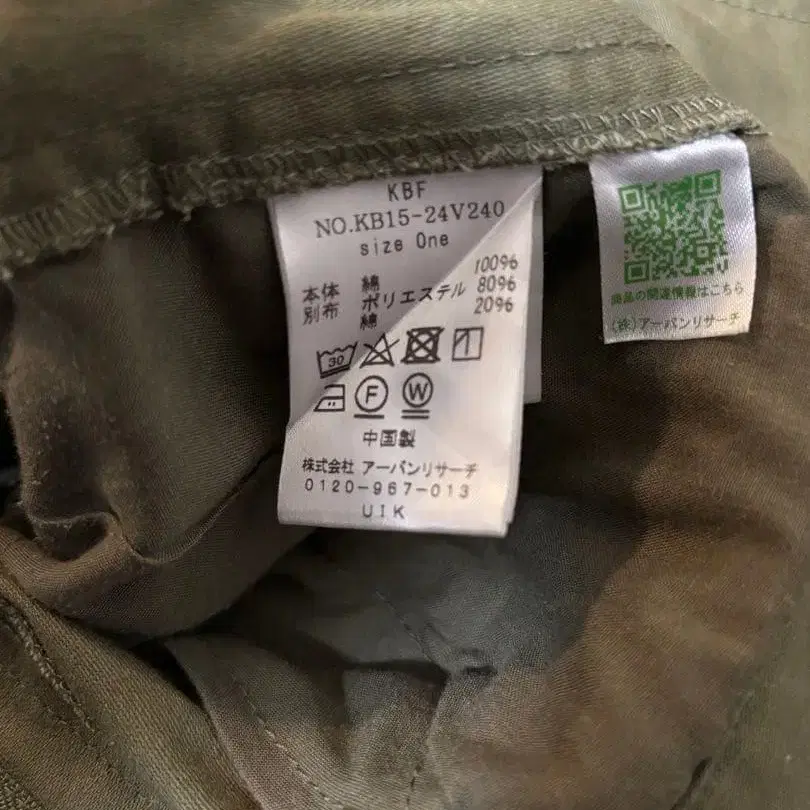 KBF
NO.KB15-24V240
size One
本体 綿 100%
別布 ポリエステル 80%
綿 20%
30
F W
中国製
株式会社 アーバンリサーチ
0120-967-013
UIK
商品の関連情報はこちら
(株)アーバンリサーチ